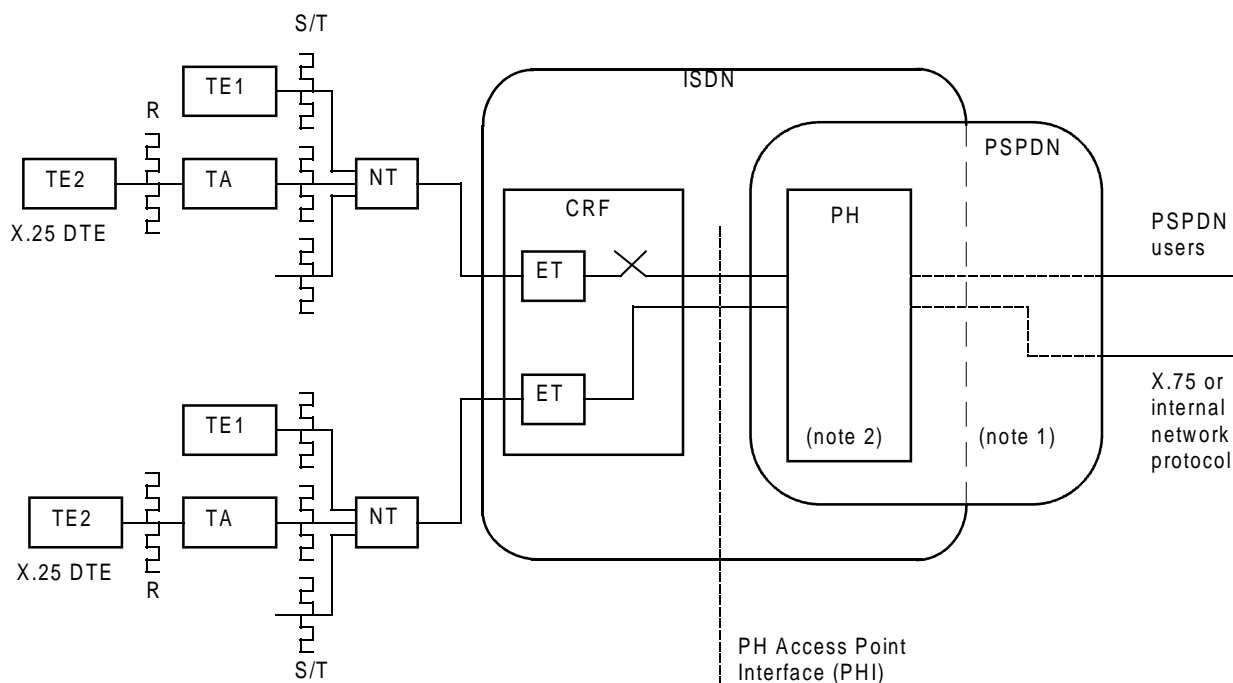 S/T
ISDN
TE1
R
PSPDN
TE2
TA
NT
CRF
PH
X.25 DTE
PSPDN
users
ET
ET
X.75 or
internal
network
protocol
TE1
(note 2)
(note 1)
TE2
TA
NT
X.25 DTE
R
S/T
PH Access Point
Interface (PHI)